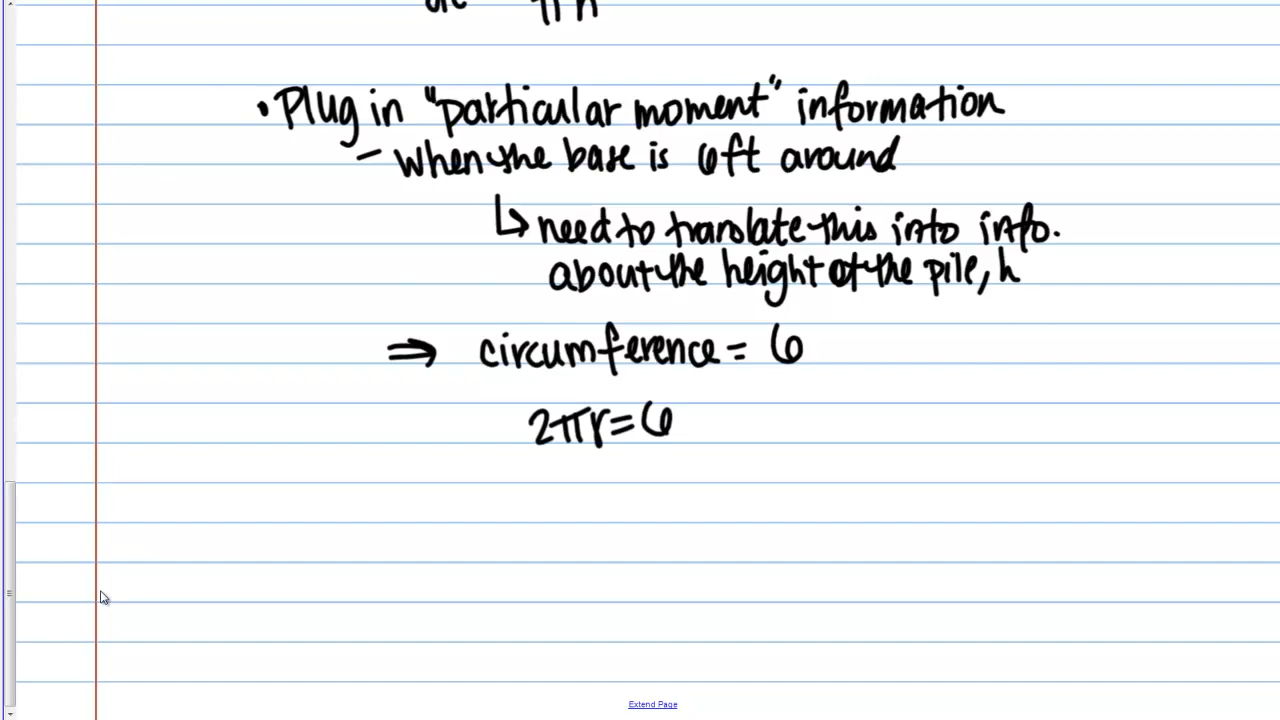 • Plug in "particular moment" information
- when the base is 6ft around
↳ need to translate this into info.
about the height of the pile, h
⇒ circumference = 6
2πr = 6
Extend Page